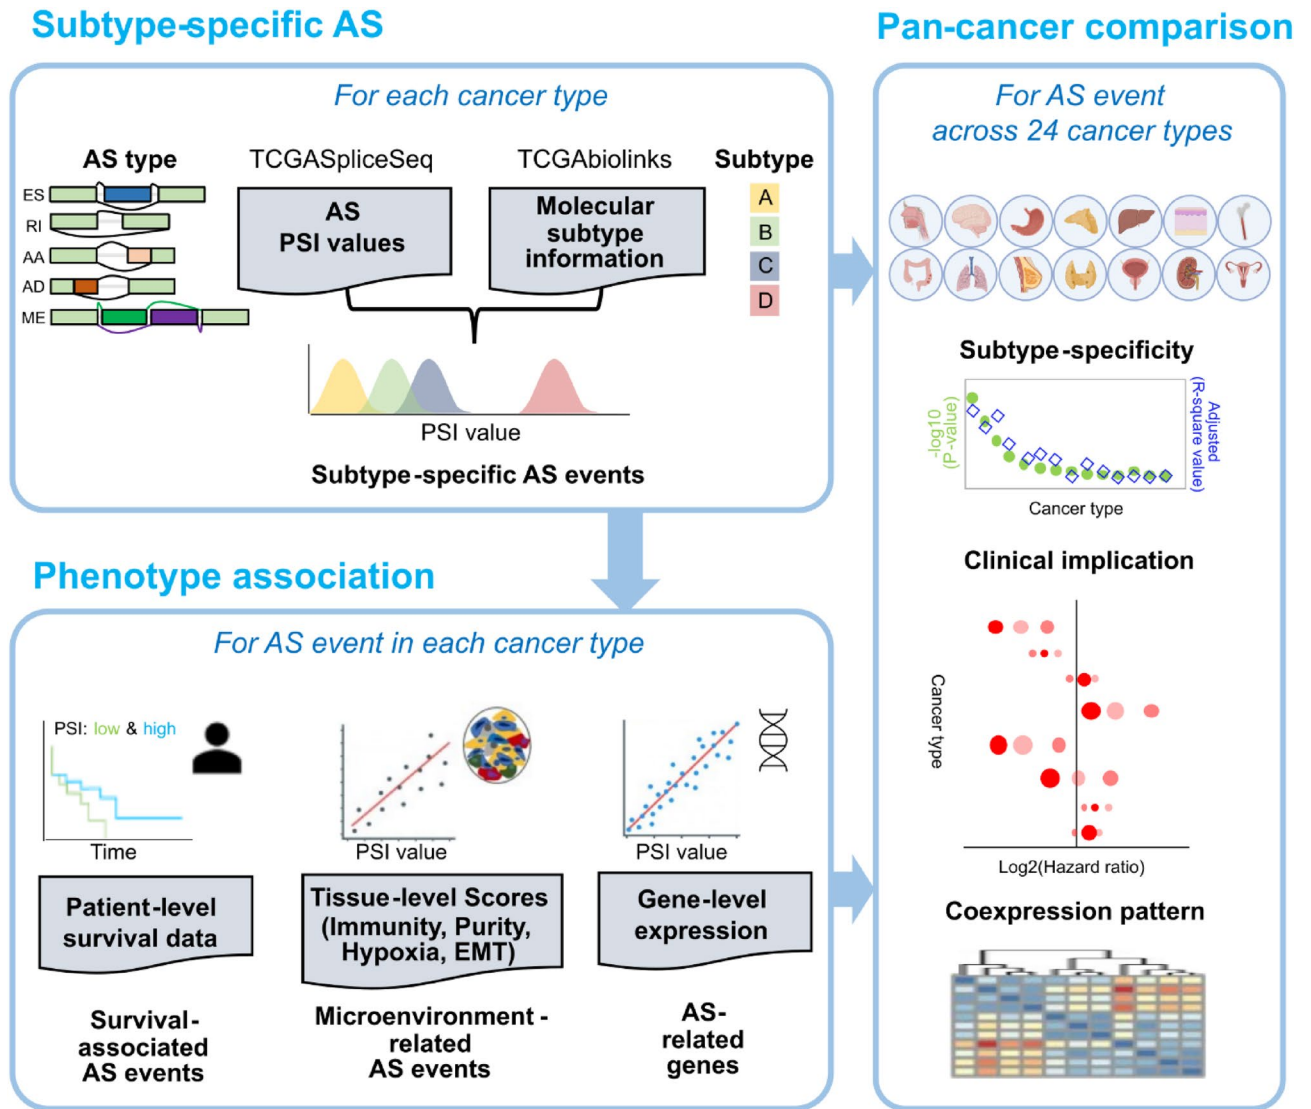 Subtype-specific AS
For each cancer type
AS type
ES
RI
AA
AD
ME
TCGASpliceSeq
AS
PSI values
TCGAbiolinks
Molecular
subtype
information
Subtype
A
B
C
D
PSI value
Subtype-specific AS events
Phenotype association
For AS event in each cancer type
PSI: low & high
Time
Patient-level
survival data
Survival-
associated
AS events
PSI value
Tissue-level Scores
(Immunity, Purity,
Hypoxia, EMT)
Microenvironment-
related
AS events
PSI value
Gene-level
expression
AS-
related
genes
Pan-cancer comparison
For AS event
across 24 cancer types
Subtype-specificity
-log10
(P-value)
Adjusted
(R-square value)
Cancer type
Clinical implication
Cancer type
Log2(Hazard ratio)
Coexpression pattern